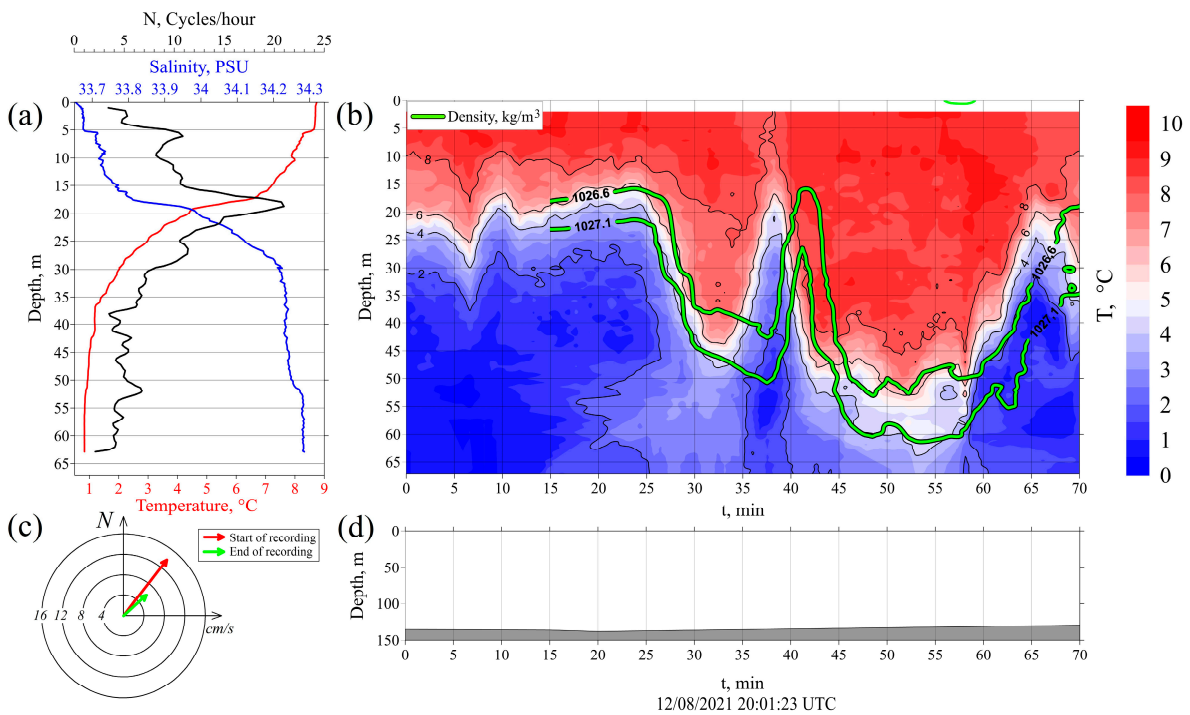 N, Cycles/hour
0 5 10 15 20 25
Salinity, PSU
33.7 33.8 33.9 34 34.1 34.2 34.3
(a)
Depth, m
0
5
10
15
20
25
30
35
40
45
50
55
60
65
1 2 3 4 5 6 7 8 9
Temperature, °C
(b)
Density, kg/m³
Depth, m
0
10
15
20
25
30
35
40
45
50
55
60
65
8
6
4
2
1026.6
1027.1
8
6
4
1026.6
1027.1
0 5 10 15 20 25 30 35 40 45 50 55 60 65 70
t, min
10
9
8
7
6
5
4
3
2
1
0
T, °C
(c)
N
Start of recording
End of recording
16 12 8 4
cm/s
(d)
Depth, m
0
50
100
150
0 5 10 15 20 25 30 35 40 45 50 55 60 65 70
t, min
12/08/2021 20:01:23 UTC